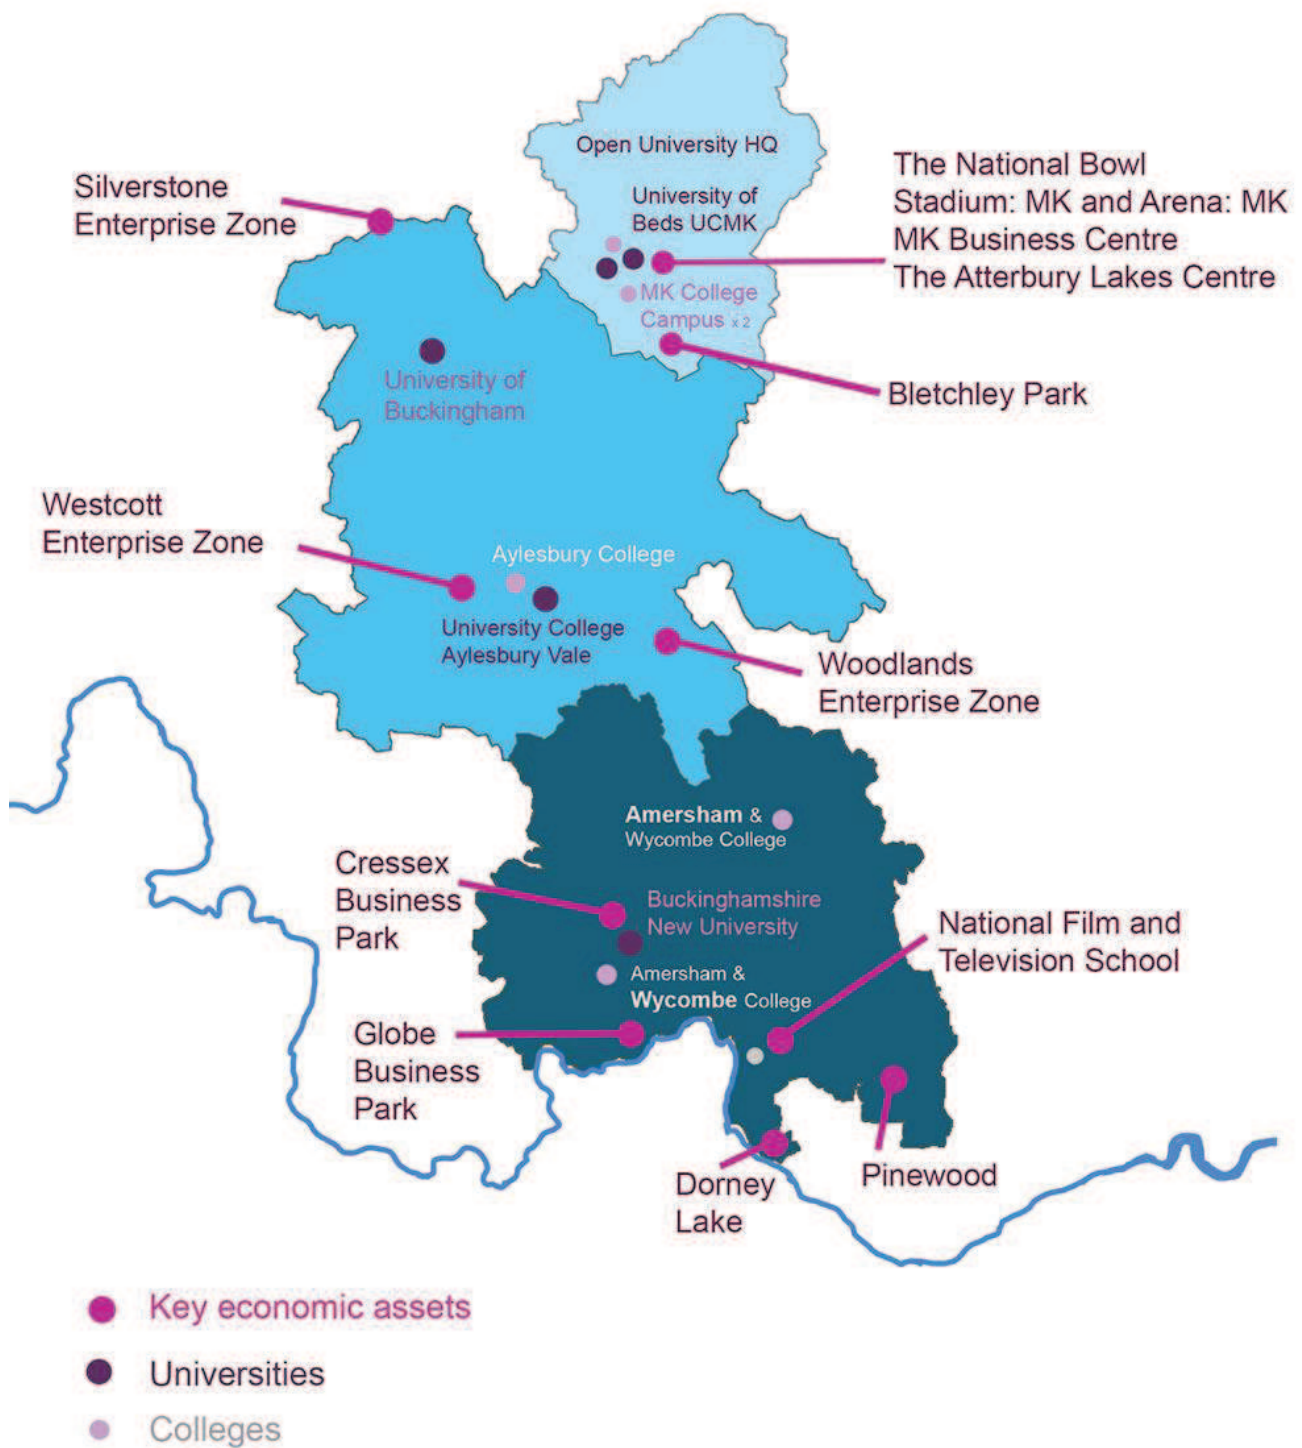 Open University HQ
University of
Beds UCMK
The National Bowl
Stadium: MK and Arena: MK
MK Business Centre
The Atterbury Lakes Centre
Silverstone
Enterprise Zone
MK College
Campus x 2
Bletchley Park
University of
Buckingham
Westcott
Enterprise Zone
Aylesbury College
University College
Aylesbury Vale
Woodlands
Enterprise Zone
Amersham &
Wycombe College
Cressex
Business
Park
Buckinghamshire
New University
National Film and
Television School
Amersham &
Wycombe College
Globe
Business
Park
Dorney
Lake
Pinewood
Key economic assets
Universities
Colleges